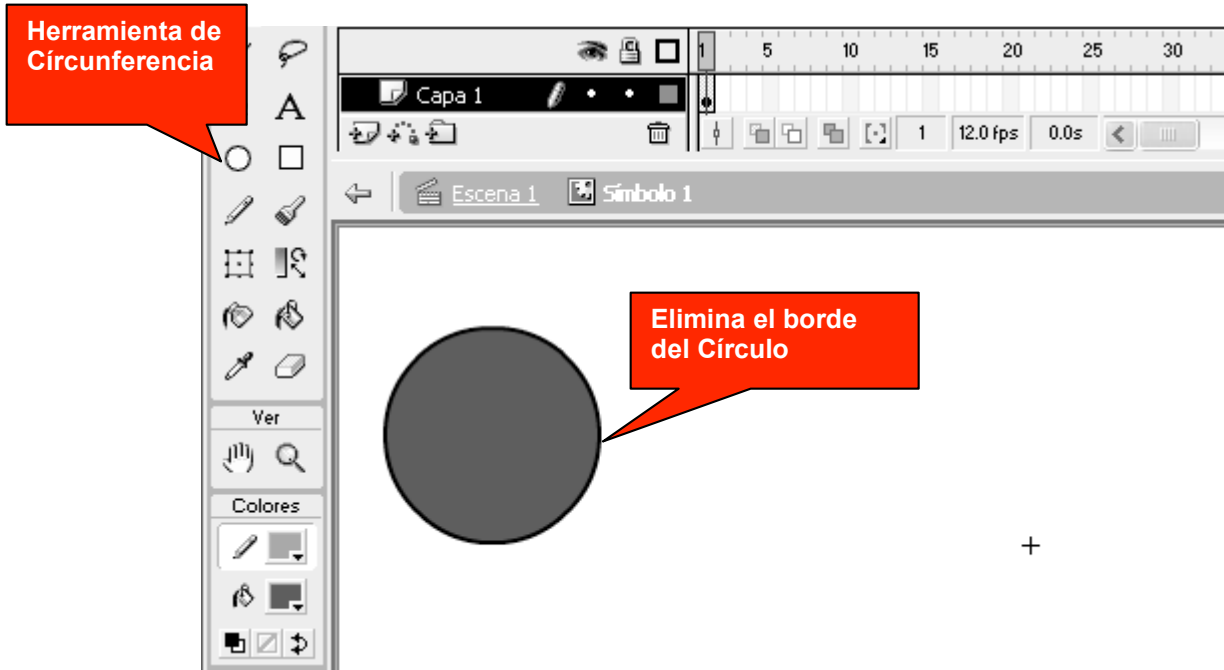 Herramienta de
Círcunferencia
A
1 5 10 15 20 25 30
Capa 1
1 12.0 fps 0.0s
Escena 1 Símbolo 1
Elimina el borde
del Círculo
Ver
Colores